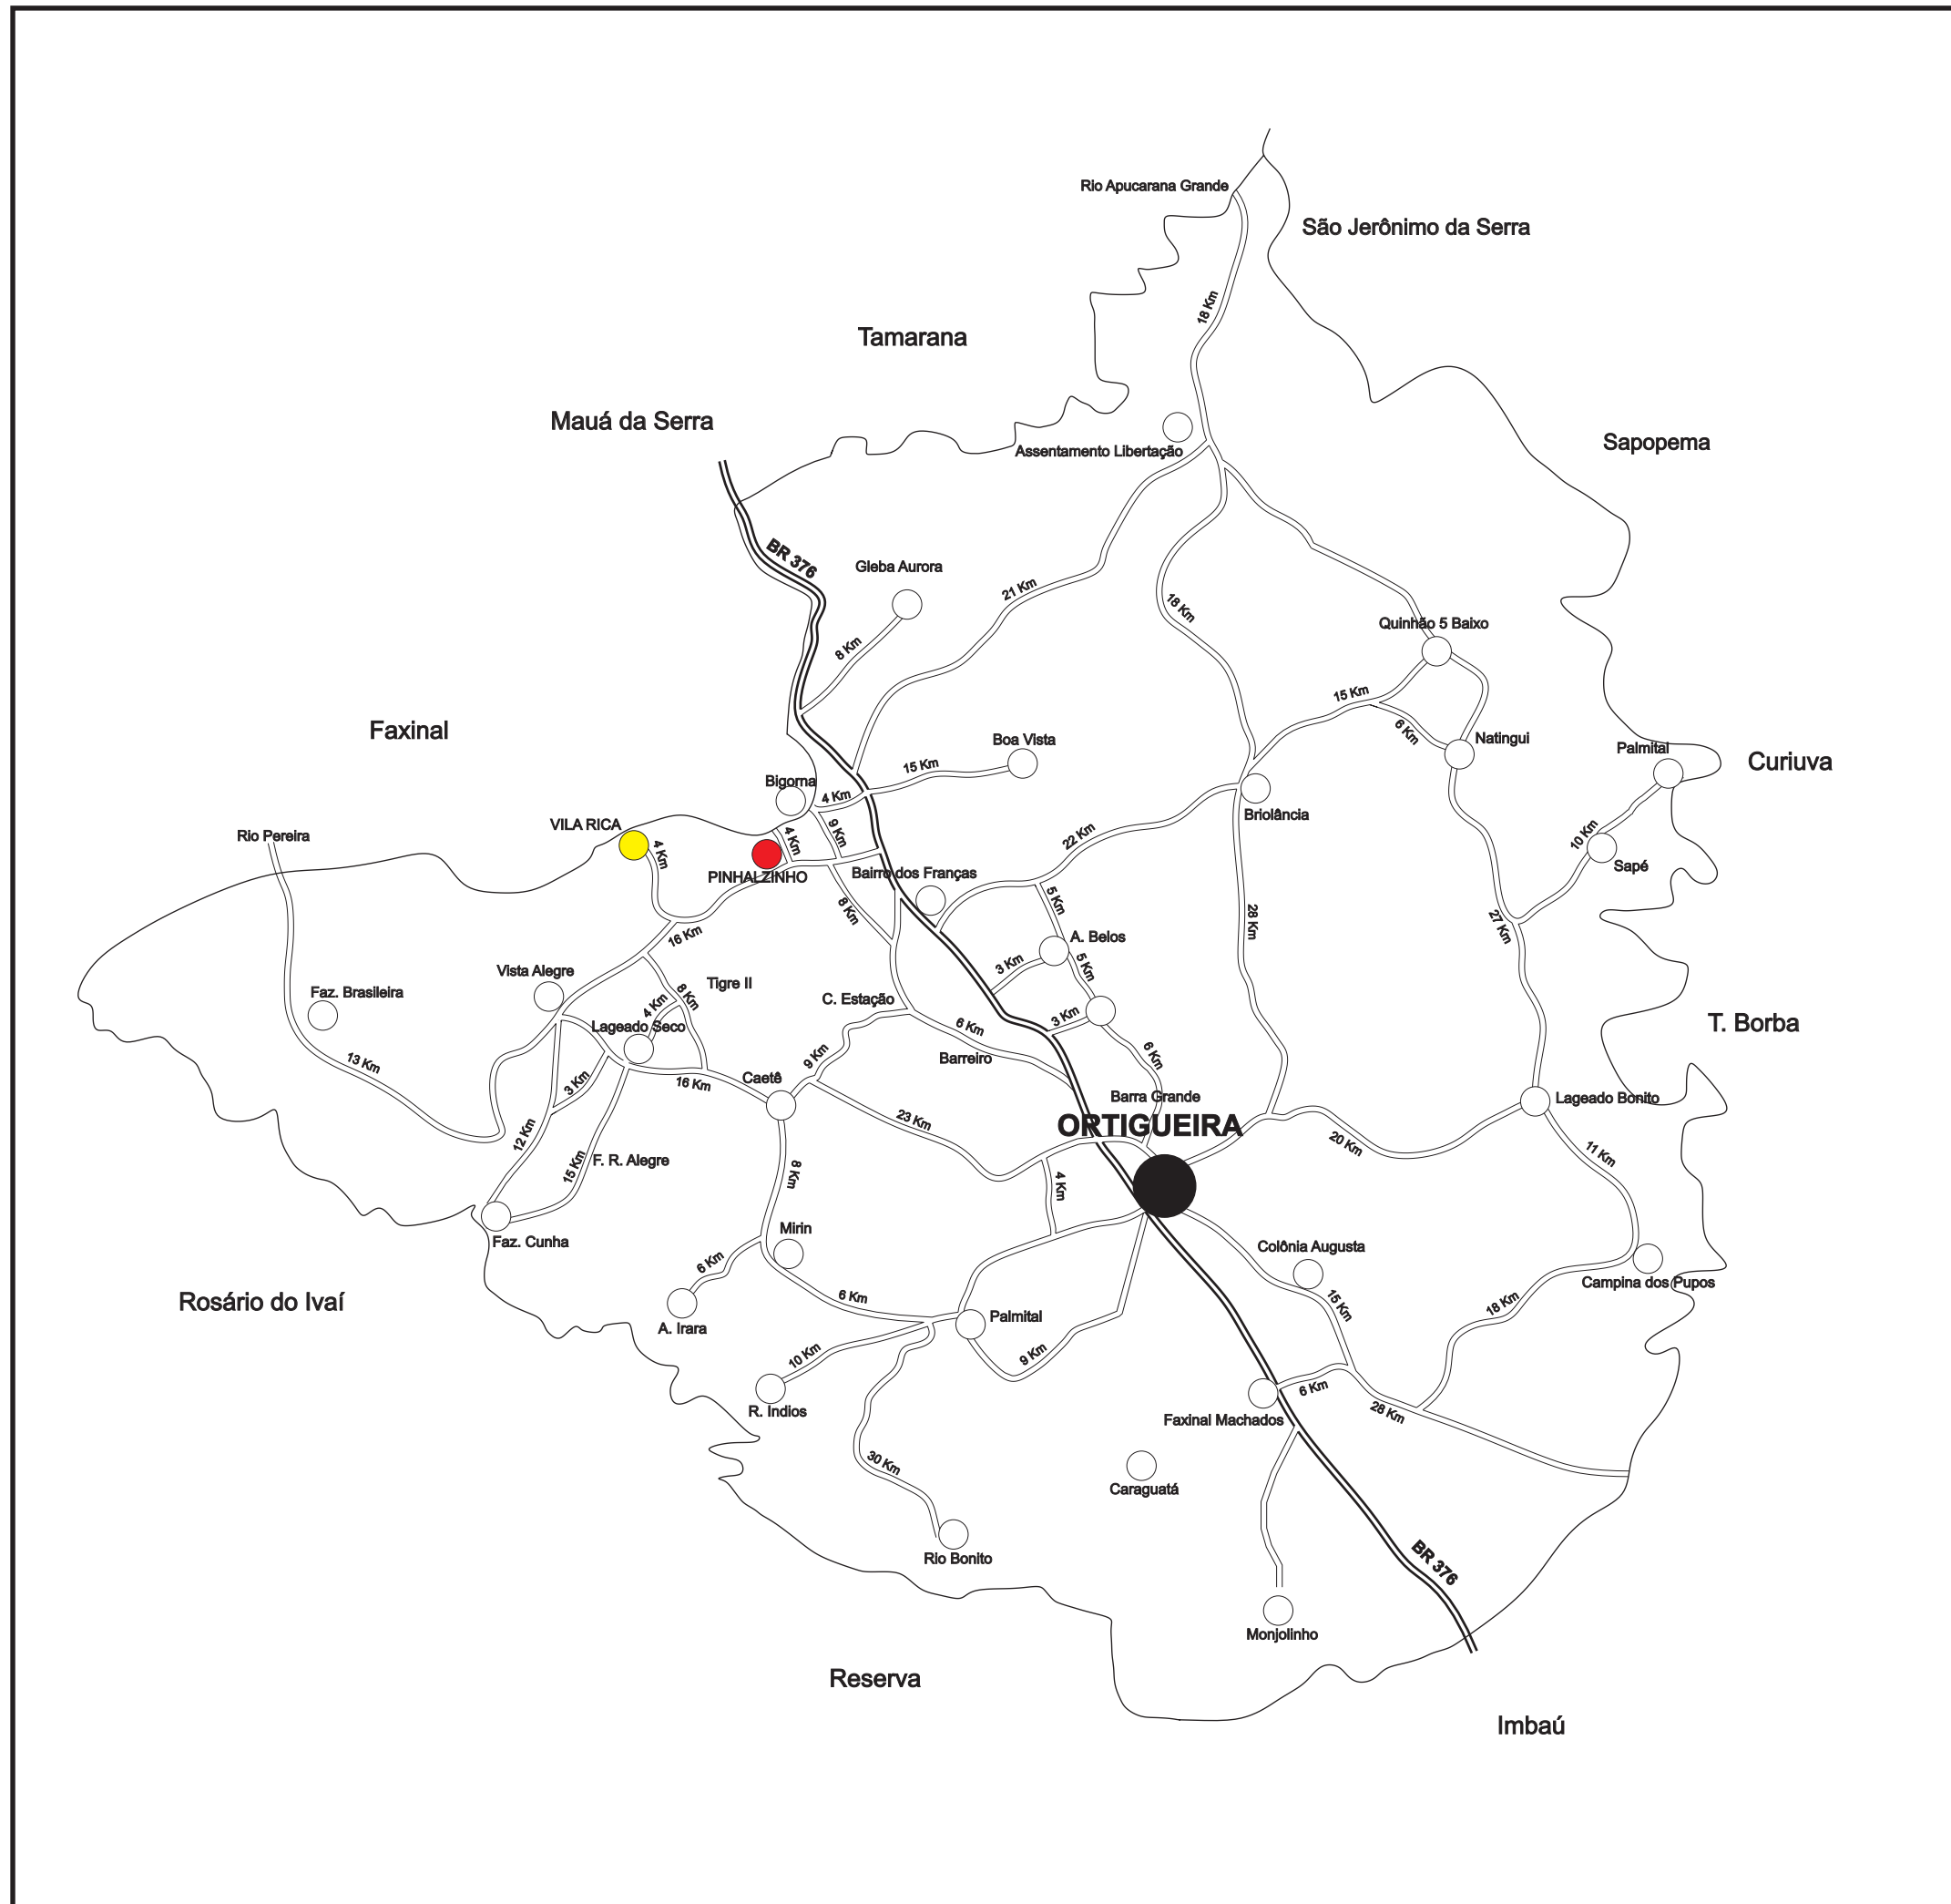 Rio Apucarana Grande
São Jerônimo da Serra
18 Km
Tamarana
Mauá da Serra
Sapopema
Assentamento Libertação
BR 376
Gleba Aurora
21 Km
18 Km
Quinhão 5 Baixo
8 Km
15 Km
6 Km
Natingui
Faxinal
Boa Vista
Palmital
Curiuva
15 Km
Bigorna
4 Km
Briolância
VILA RICA
Rio Pereira
4 Km
4 Km
9 Km
22 Km
10 Km
Sapé
PINHALZINHO
Bairro dos Franças
5 Km
8 Km
28 Km
27 Km
16 Km
A. Belos
3 Km
5 Km
Vista Alegre
Tigre II
Faz. Brasileira
8 Km
4 Km
C. Estação
Lageado Seco
3 Km
6 Km
T. Borba
Barreiro
9 Km
6 Km
13 Km
3 Km
16 Km
Caetê
Barra Grande
Lageado Bonito
23 Km
ORTIGUEIRA
12 Km
20 Km
11 Km
15 Km
F. R. Alegre
8 Km
4 Km
Faz. Cunha
Mirin
Colônia Augusta
6 Km
Campina dos Pupos
Rosário do Ivaí
6 Km
15 Km
18 Km
A. Irara
Palmital
10 Km
9 Km
6 Km
R. Indios
28 Km
Faxinal Machados
30 Km
Caraguatá
Rio Bonito
BR 376
Monjolinho
Reserva
Imbaú